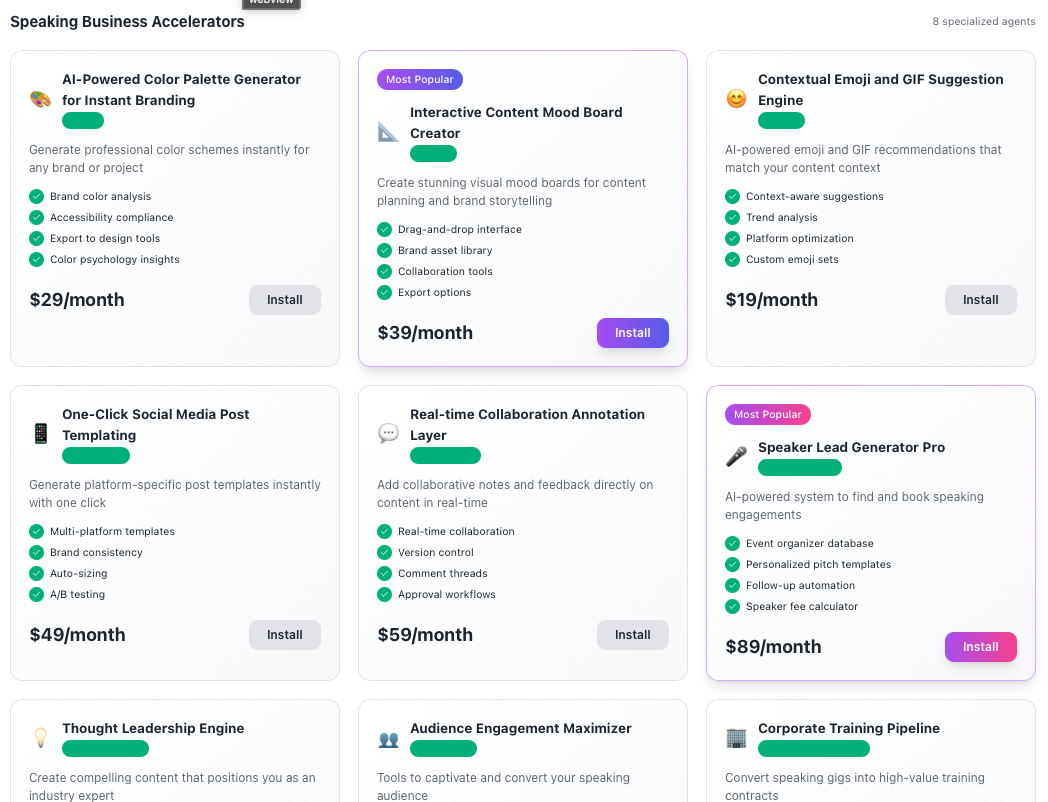 webview
Speaking Business Accelerators
8 specialized agents
AI-Powered Color Palette Generator
for Instant Branding
Generate professional color schemes instantly for
any brand or project
Brand color analysis
Accessibility compliance
Export to design tools
Color psychology insights
$29/month
Install
Most Popular
Interactive Content Mood Board
Creator
Create stunning visual mood boards for content
planning and brand storytelling
Drag-and-drop interface
Brand asset library
Collaboration tools
Export options
$39/month
Install
Contextual Emoji and GIF Suggestion
Engine
AI-powered emoji and GIF recommendations that
match your content context
Context-aware suggestions
Trend analysis
Platform optimization
Custom emoji sets
$19/month
Install
One-Click Social Media Post
Templating
Generate platform-specific post templates instantly
with one click
Multi-platform templates
Brand consistency
Auto-sizing
A/B testing
$49/month
Install
Real-time Collaboration Annotation
Layer
Add collaborative notes and feedback directly on
content in real-time
Real-time collaboration
Version control
Comment threads
Approval workflows
$59/month
Install
Most Popular
Speaker Lead Generator Pro
AI-powered system to find and book speaking
engagements
Event organizer database
Personalized pitch templates
Follow-up automation
Speaker fee calculator
$89/month
Install
Thought Leadership Engine
Create compelling content that positions you as an
industry expert
Audience Engagement Maximizer
Tools to captivate and convert your speaking
audience
Corporate Training Pipeline
Convert speaking gigs into high-value training
contracts